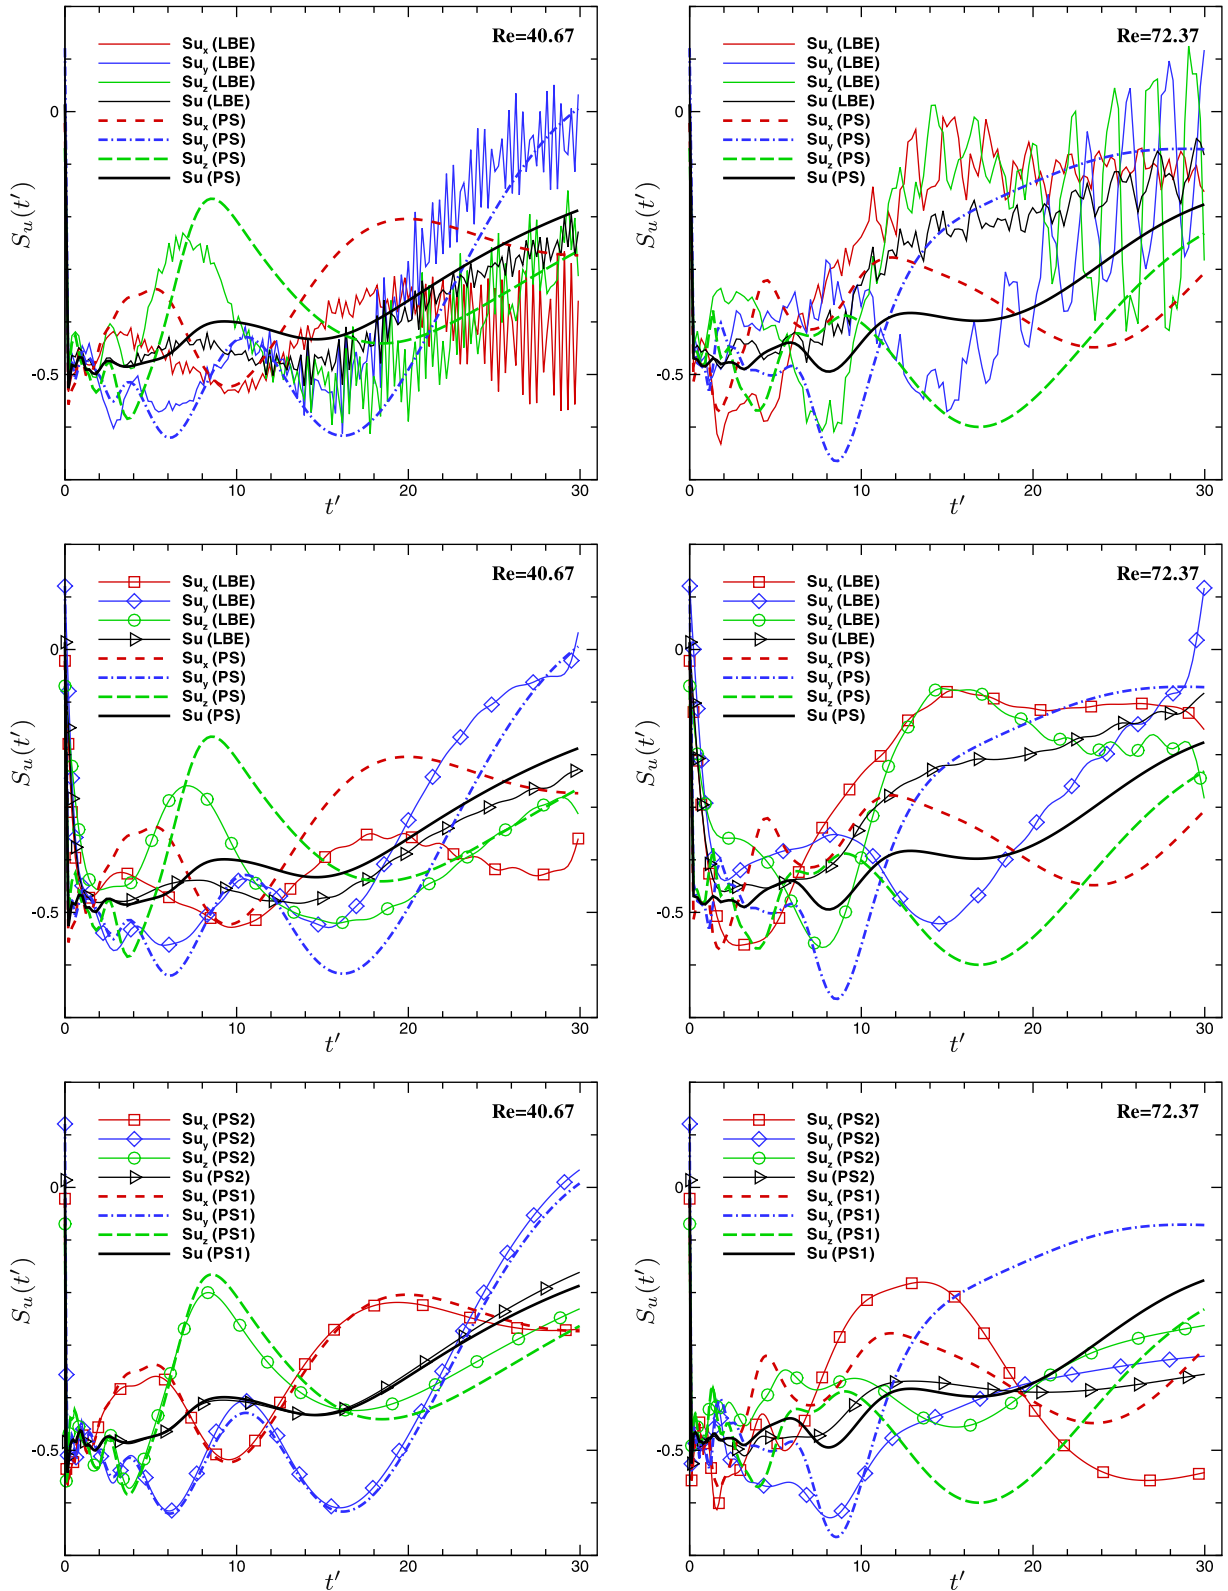 Re=40.67
Su_x (LBE)
Su_y (LBE)
Su_z (LBE)
Su (LBE)
Su_x (PS)
Su_y (PS)
Su_z (PS)
Su (PS)
0
-0.5
S_u(t′)
0 10 20 30
t′
Re=72.37
Su_x (LBE)
Su_y (LBE)
Su_z (LBE)
Su (LBE)
Su_x (PS)
Su_y (PS)
Su_z (PS)
Su (PS)
0
-0.5
S_u(t′)
0 10 20 30
t′
Re=40.67
Su_x (LBE)
Su_y (LBE)
Su_z (LBE)
Su (LBE)
Su_x (PS)
Su_y (PS)
Su_z (PS)
Su (PS)
0
-0.5
S_u(t′)
0 10 20 30
t′
Re=72.37
Su_x (LBE)
Su_y (LBE)
Su_z (LBE)
Su (LBE)
Su_x (PS)
Su_y (PS)
Su_z (PS)
Su (PS)
0
-0.5
S_u(t′)
0 10 20 30
t′
Re=40.67
Su_x (PS2)
Su_y (PS2)
Su_z (PS2)
Su (PS2)
Su_x (PS1)
Su_y (PS1)
Su_z (PS1)
Su (PS1)
0
-0.5
S_u(t′)
0 10 20 30
t′
Re=72.37
Su_x (PS2)
Su_y (PS2)
Su_z (PS2)
Su (PS2)
Su_x (PS1)
Su_y (PS1)
Su_z (PS1)
Su (PS1)
0
-0.5
S_u(t′)
0 10 20 30
t′